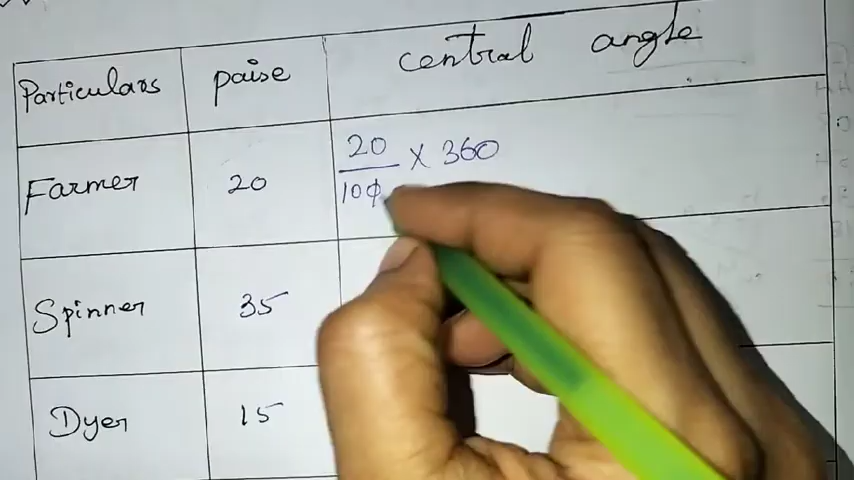 Particulars paise central angle
Farmer 20 20/100 x 360
Spinner 35
Dyer 15